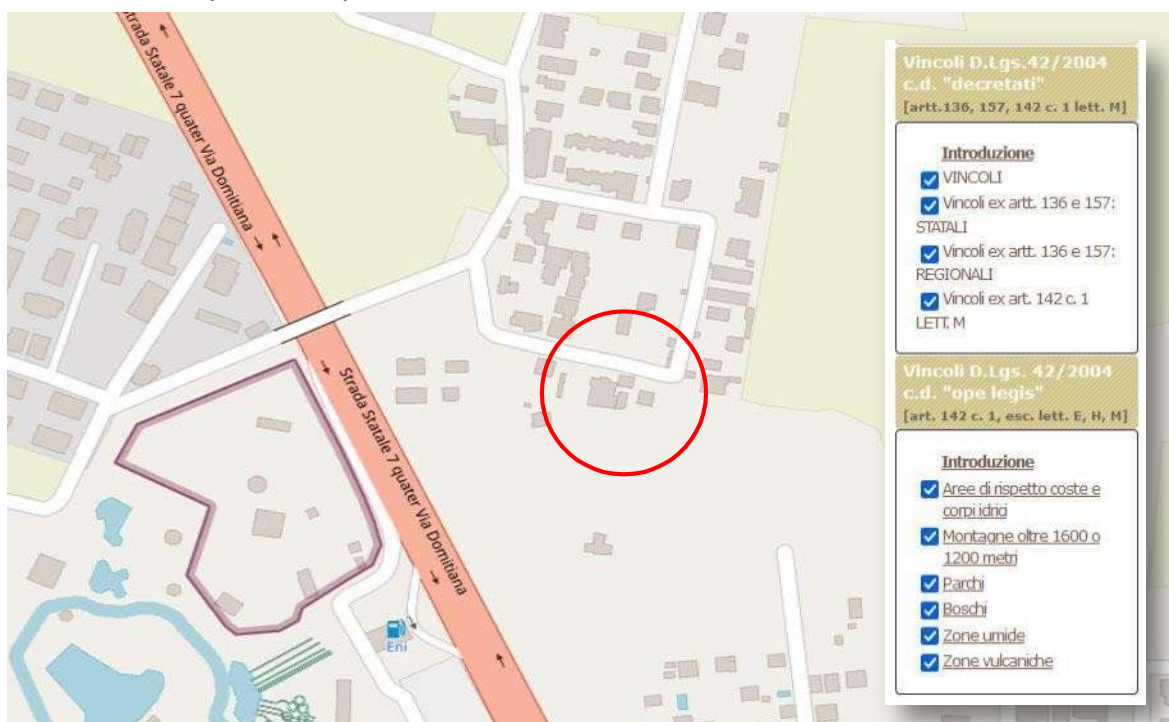 Strada Statale 7 quater Via Domitiana
Strada Statale 7 quater Via Domitiana
Eni
Vincoli D.Lgs.42/2004
c.d. "decretati"
[artt.136, 157, 142 c. 1 lett. M]
Introduzione
VINCOLI
Vincoli ex artt. 136 e 157:
STATALI
Vincoli ex artt. 136 e 157:
REGIONALI
Vincoli ex art. 142 c. 1
LETT. M
Vincoli D.Lgs. 42/2004
c.d. "ope legis"
[art. 142 c. 1, esc. lett. E, H, M]
Introduzione
Aree di rispetto coste e
corpi idrici
Montagne oltre 1600 o
1200 metri
Parchi
Boschi
Zone umide
Zone vulcaniche